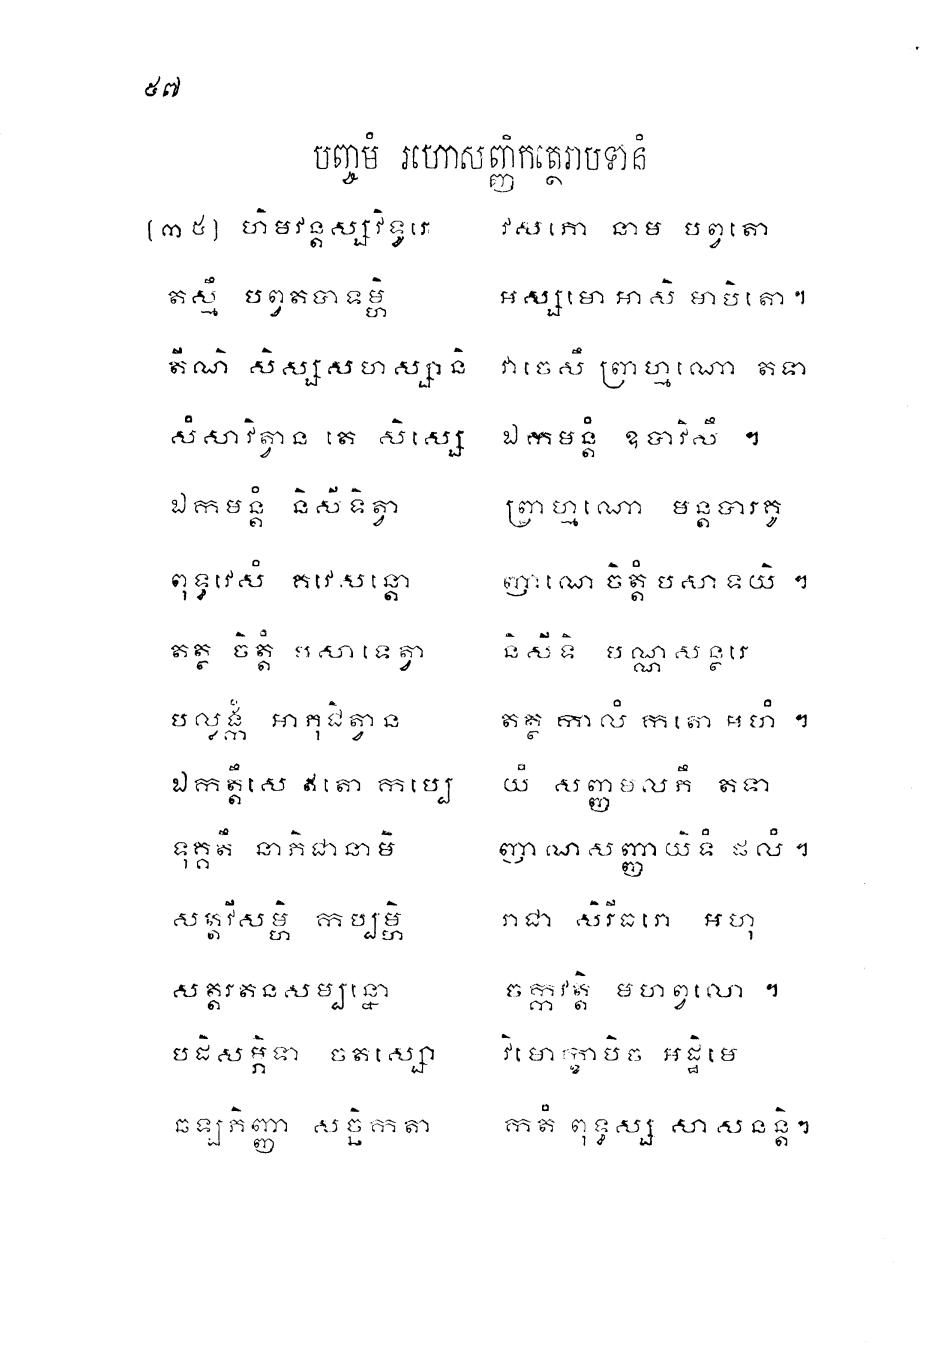 ៥៧
បញ្ចមំ រហោសញ្ញិកត្ថេរាបទានំ
(៣៥) ហិមវន្តស្សវិទូរេ វសភោ នាម បព្វតោ
តស្មឹ បព្វតបាទម្ហិ អស្សមោ អាសិ មាបិតោ។
តីណិ សិស្សសហស្សានិ វាចេសឹ ព្រាហ្មណោ តទា
សំសាវិត្វាន តេ សិស្សេ ឯកមន្តំ ឧបាវិសឹ ។
ឯកមន្តំ និសីទិត្វា ព្រាហ្មណោ មន្តបារគូ
ពុទ្ធវេសំ គវេសន្តោ ញាណេ ចិត្តំ បសាទយិ ។
តត្ថ ចិត្តំ បសាទេត្វា និសីទិ បណ្ណសន្ថរេ
បល្លង្កំ អាភុជិត្វាន តត្ថ កាលំ កតោ អហំ ។
ឯកត្តឹសេ ឥតោ កប្បេ យំ សញ្ញមលភឹ តទា
ទុគ្គតឹ នាភិជានាមិ ញាណសញ្ញាយិទំ ផលំ ។
សត្តវីសម្ហិ កប្បម្ហិ រាជា សិរីធរោ អហុ
សត្តរតនសម្បន្នោ ចក្កវត្តិ មហព្វលោ ។
បដិសម្ភិទា ចតស្សោ វិមោក្ខាបិច អដ្ឋិមេ
ឆឡភិញ្ញា សច្ឆិកតា កតំ ពុទ្ធស្ស សាសនន្តិ។